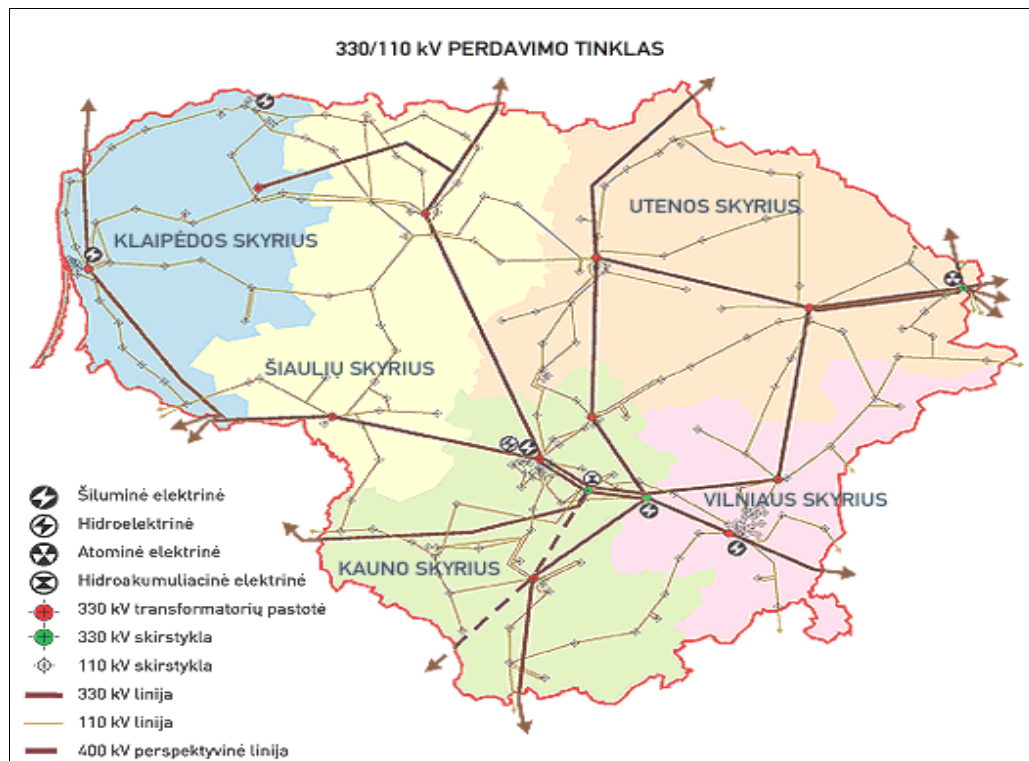 330/110 kV PERDAVIMO TINKLAS
UTENOS SKYRIUS
KLAIPĖDOS SKYRIUS
ŠIAULIŲ SKYRIUS
VILNIAUS SKYRIUS
KAUNO SKYRIUS
Šiluminė elektrinė
Hidroelektrinė
Atominė elektrinė
Hidroakumuliacinė elektrinė
330 kV transformatorių pastotė
330 kV skirstykla
110 kV skirstykla
330 kV linija
110 kV linija
400 kV perspektyvinė linija